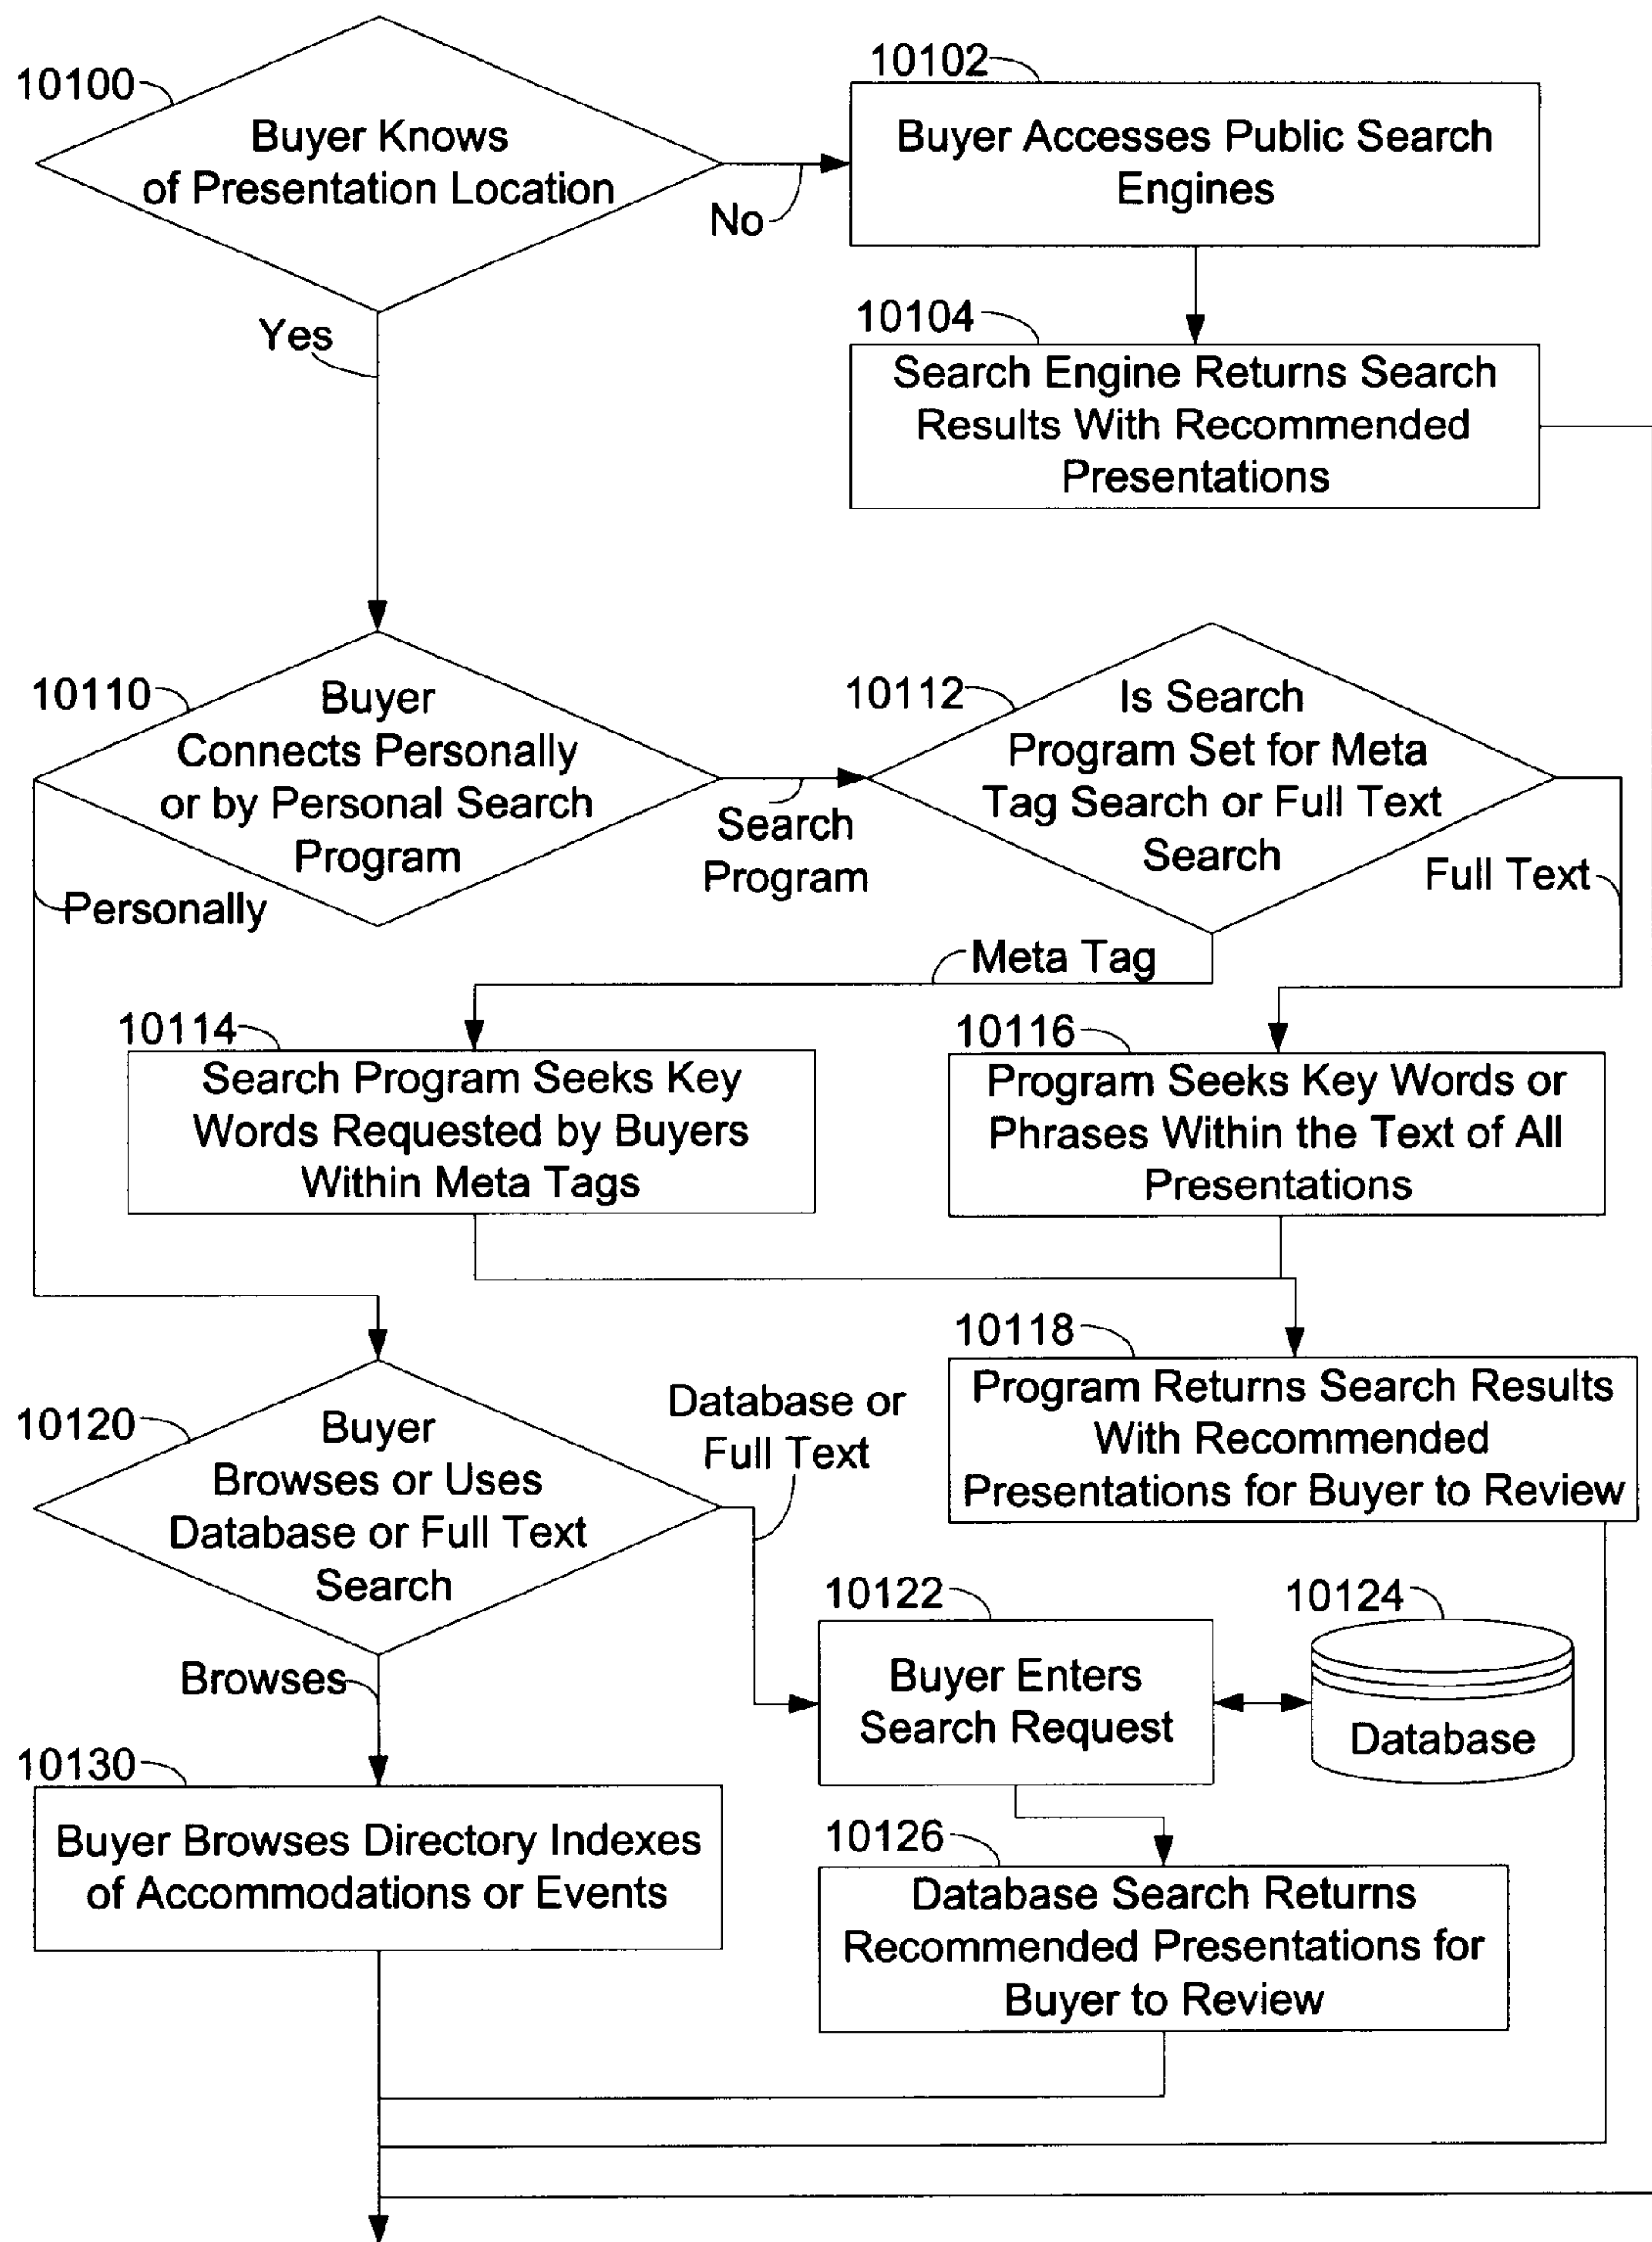 10100
Buyer Knows
of Presentation Location
No
Yes
10102
Buyer Accesses Public Search
Engines
10104
Search Engine Returns Search
Results With Recommended
Presentations
10110
Buyer
Connects Personally
or by Personal Search
Program
Search
Program
Personally
10112
Is Search
Program Set for Meta
Tag Search or Full Text
Search
Full Text
Meta Tag
10114
Search Program Seeks Key
Words Requested by Buyers
Within Meta Tags
10116
Program Seeks Key Words or
Phrases Within the Text of All
Presentations
10118
Program Returns Search Results
With Recommended
Presentations for Buyer to Review
10120
Buyer
Browses or Uses
Database or Full Text
Search
Database or
Full Text
Browses
10122
Buyer Enters
Search Request
10124
Database
10126
Database Search Returns
Recommended Presentations for
Buyer to Review
10130
Buyer Browses Directory Indexes
of Accommodations or Events